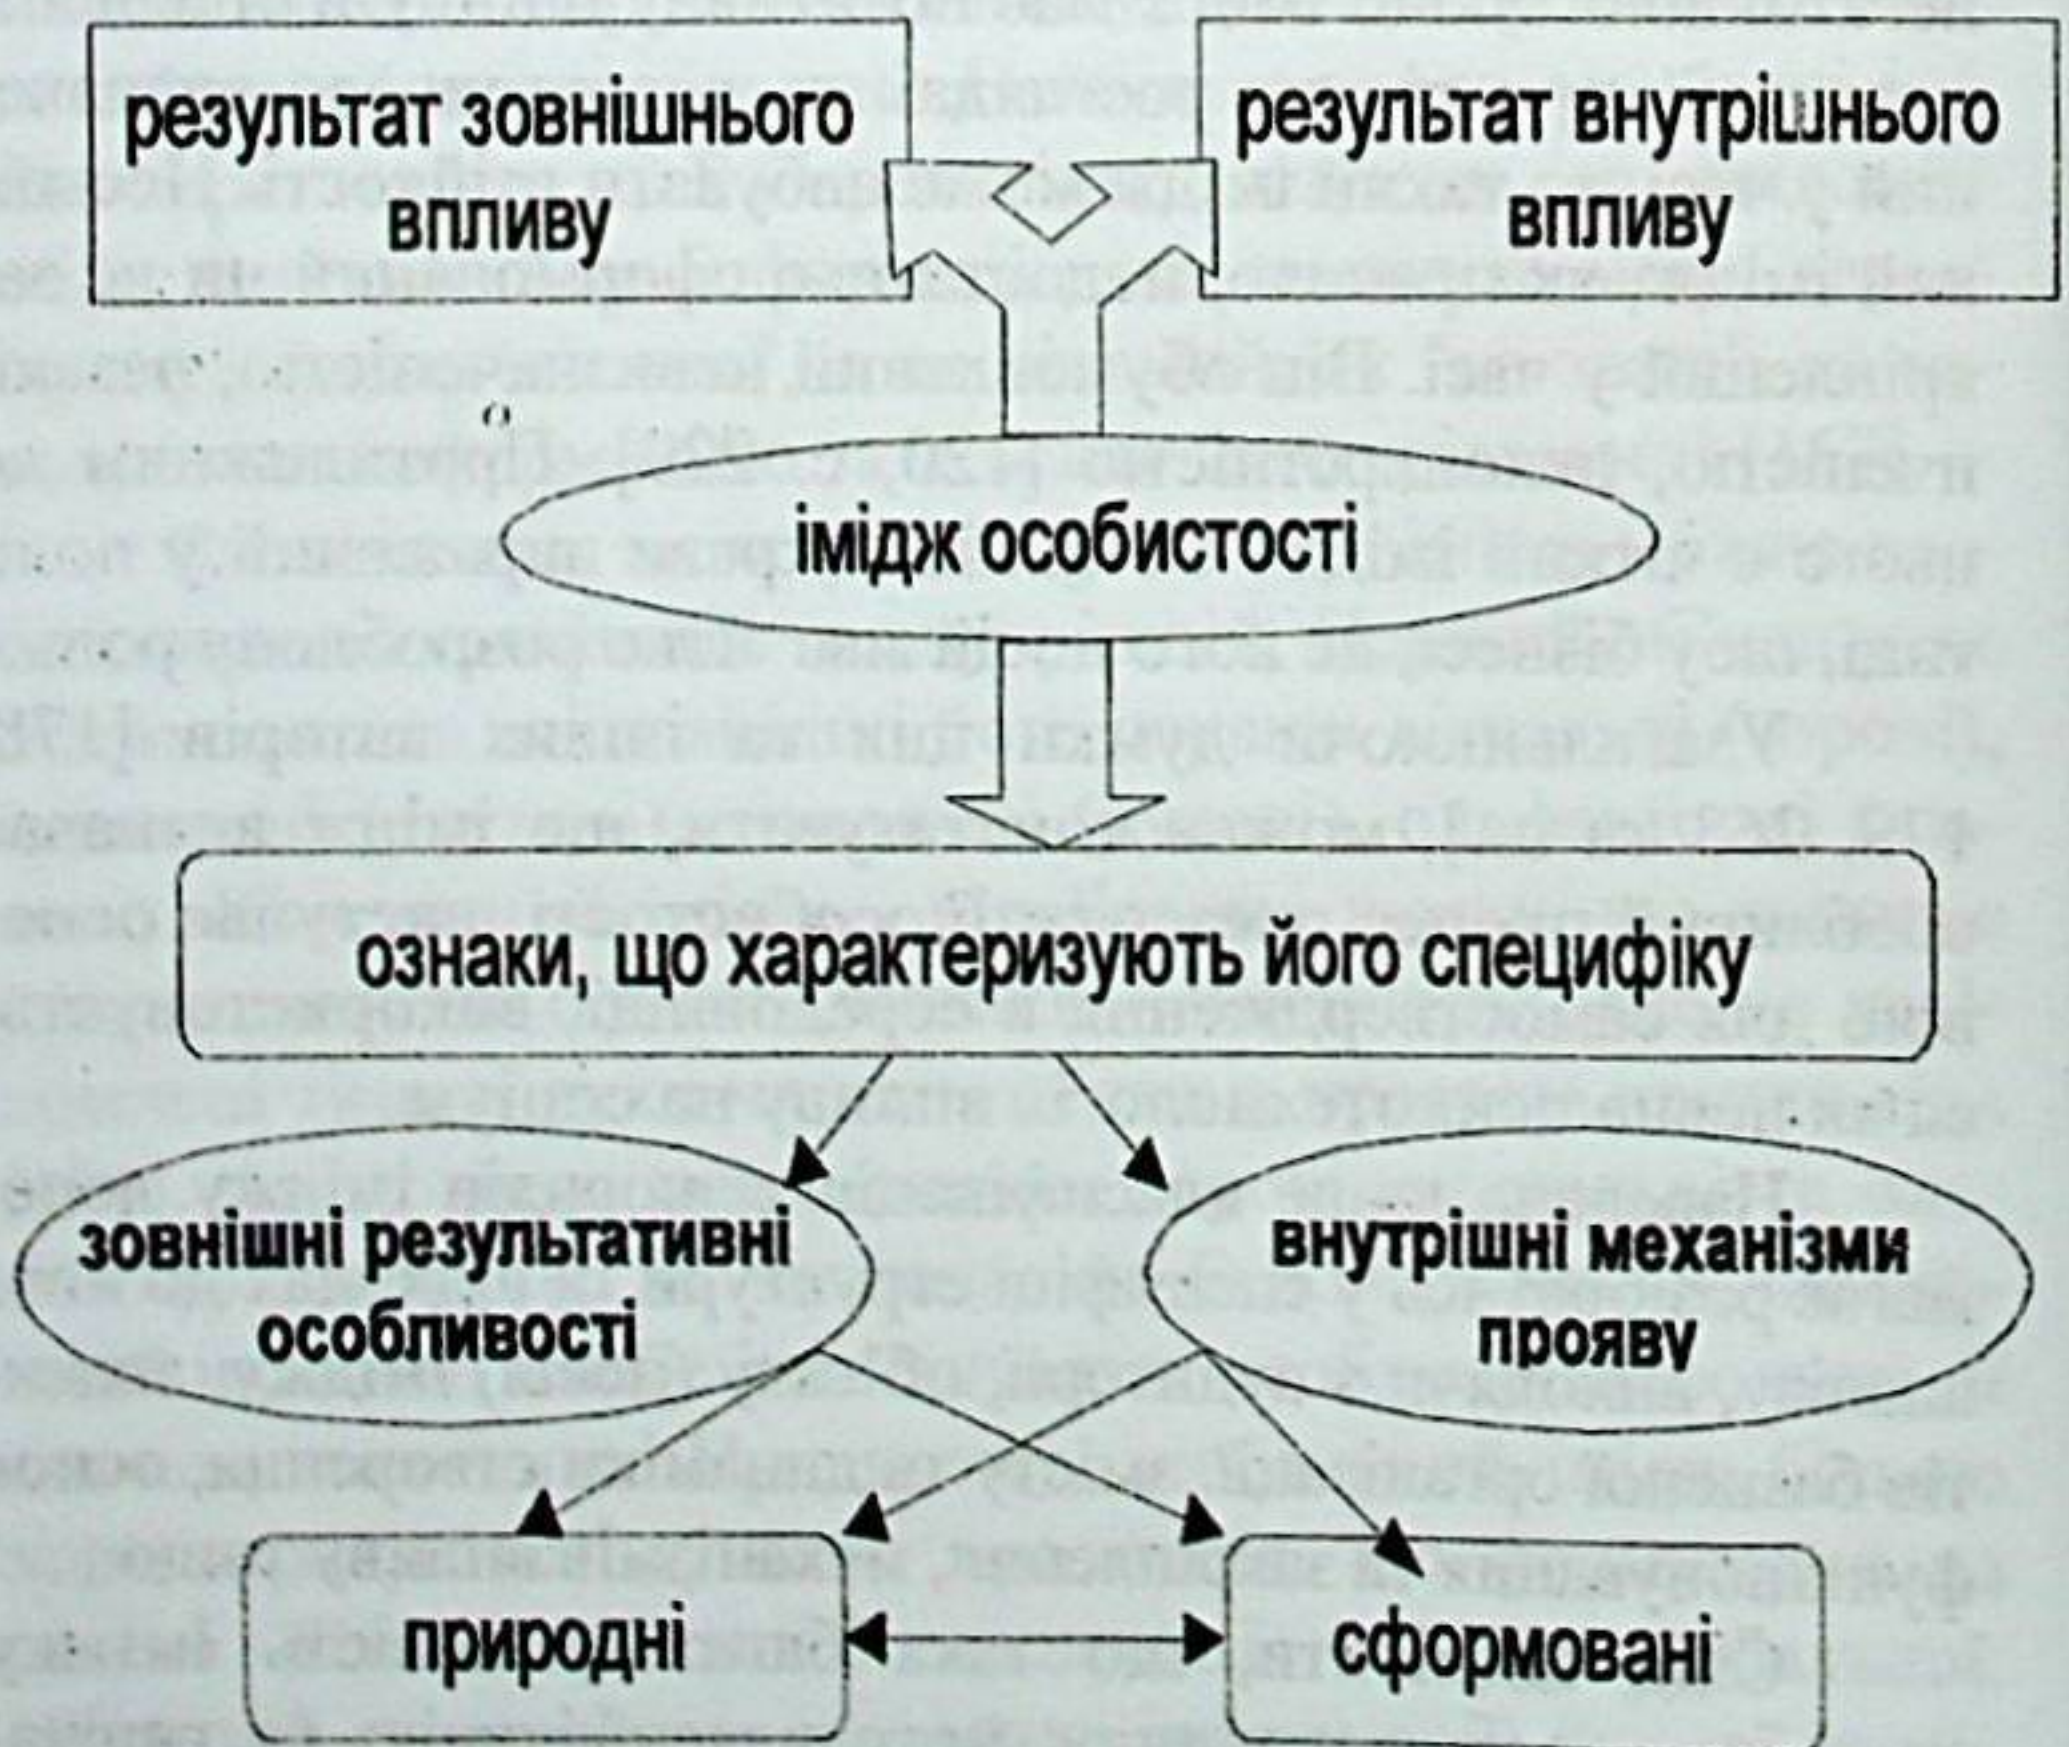 результат зовнішнього
впливу
результат внутрішнього
впливу
імідж особистості
ознаки, що характеризують його специфіку
зовнішні результативні
особливості
внутрішні механізми
прояву
природні
сформовані